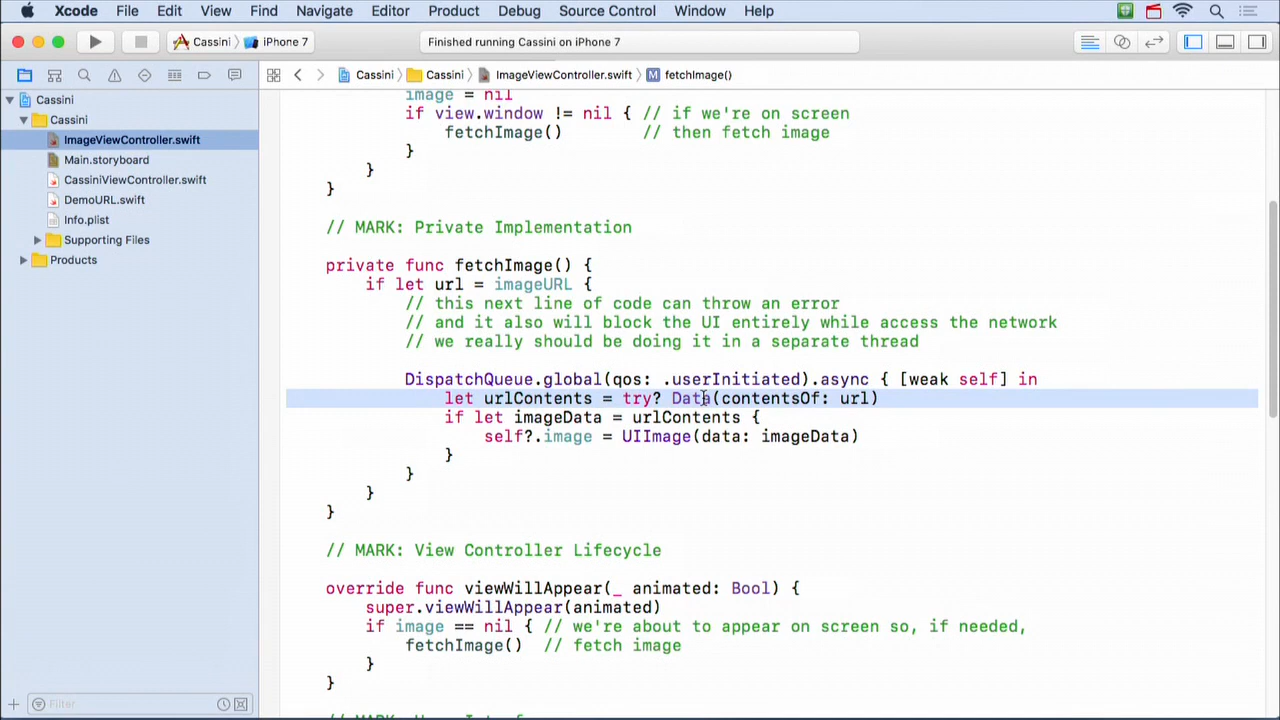 Xcode File Edit View Find Navigate Editor Product Debug Source Control Window Help
Cassini iPhone 7 Finished running Cassini on iPhone 7
Cassini Cassini ImageViewController.swift M fetchImage()
Cassini
Cassini
ImageViewController.swift
Main.storyboard
CassiniViewController.swift
DemoURL.swift
Info.plist
Supporting Files
Products
Filter
image = nil
if view.window != nil { // if we're on screen
fetchImage() // then fetch image
}
}
}
// MARK: Private Implementation
private func fetchImage() {
if let url = imageURL {
// this next line of code can throw an error
// and it also will block the UI entirely while access the network
// we really should be doing it in a separate thread
DispatchQueue.global(qos: .userInitiated).async { [weak self] in
let urlContents = try? Data(contentsOf: url)
if let imageData = urlContents {
self?.image = UIImage(data: imageData)
}
}
}
}
// MARK: View Controller Lifecycle
override func viewWillAppear(_ animated: Bool) {
super.viewWillAppear(animated)
if image == nil { // we're about to appear on screen so, if needed,
fetchImage() // fetch image
}
}